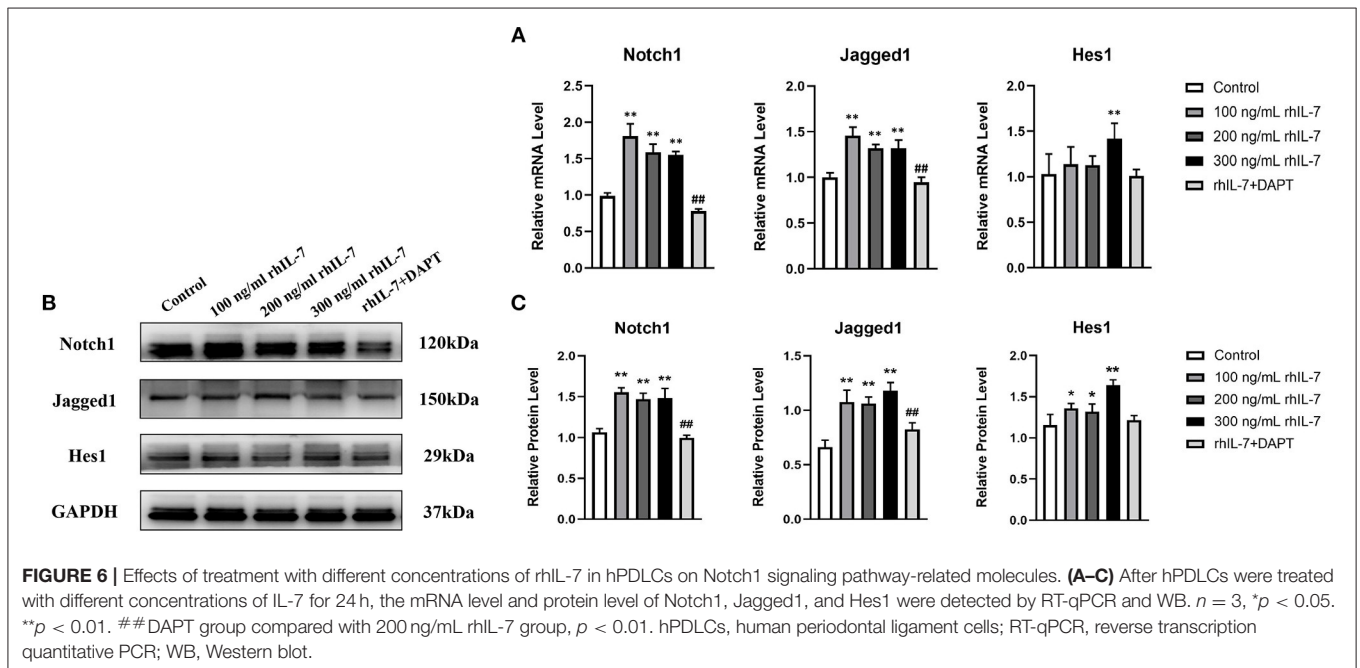 A
Notch1
Relative mRNA Level
2.5
2.0
1.5
1.0
0.5
0.0
**
**
**
##
Jagged1
Relative mRNA Level
2.0
1.5
1.0
0.5
0.0
**
**
**
##
Hes1
Relative mRNA Level
2.0
1.5
1.0
0.5
0.0
**
Control
100 ng/mL rhIL-7
200 ng/mL rhIL-7
300 ng/mL rhIL-7
rhIL-7+DAPT
B
Control
100 ng/ml rhIL-7
200 ng/ml rhIL-7
300 ng/ml rhIL-7
rhIL-7+DAPT
Notch1 120kDa
Jagged1 150kDa
Hes1 29kDa
GAPDH 37kDa
C
Notch1
Relative Protein Level
2.0
1.5
1.0
0.5
0.0
**
**
**
##
Jagged1
Relative Protein Level
1.5
1.0
0.5
0.0
**
**
**
##
Hes1
Relative Protein Level
2.0
1.5
1.0
0.5
0.0
*
*
**
Control
100 ng/mL rhIL-7
200 ng/mL rhIL-7
300 ng/mL rhIL-7
rhIL-7+DAPT
FIGURE 6 | Effects of treatment with different concentrations of rhIL-7 in hPDLCs on Notch1 signaling pathway-related molecules. (A–C) After hPDLCs were treated
with different concentrations of IL-7 for 24 h, the mRNA level and protein level of Notch1, Jagged1, and Hes1 were detected by RT-qPCR and WB. n = 3, *p < 0.05.
**p < 0.01. ##DAPT group compared with 200 ng/mL rhIL-7 group, p < 0.01. hPDLCs, human periodontal ligament cells; RT-qPCR, reverse transcription
quantitative PCR; WB, Western blot.